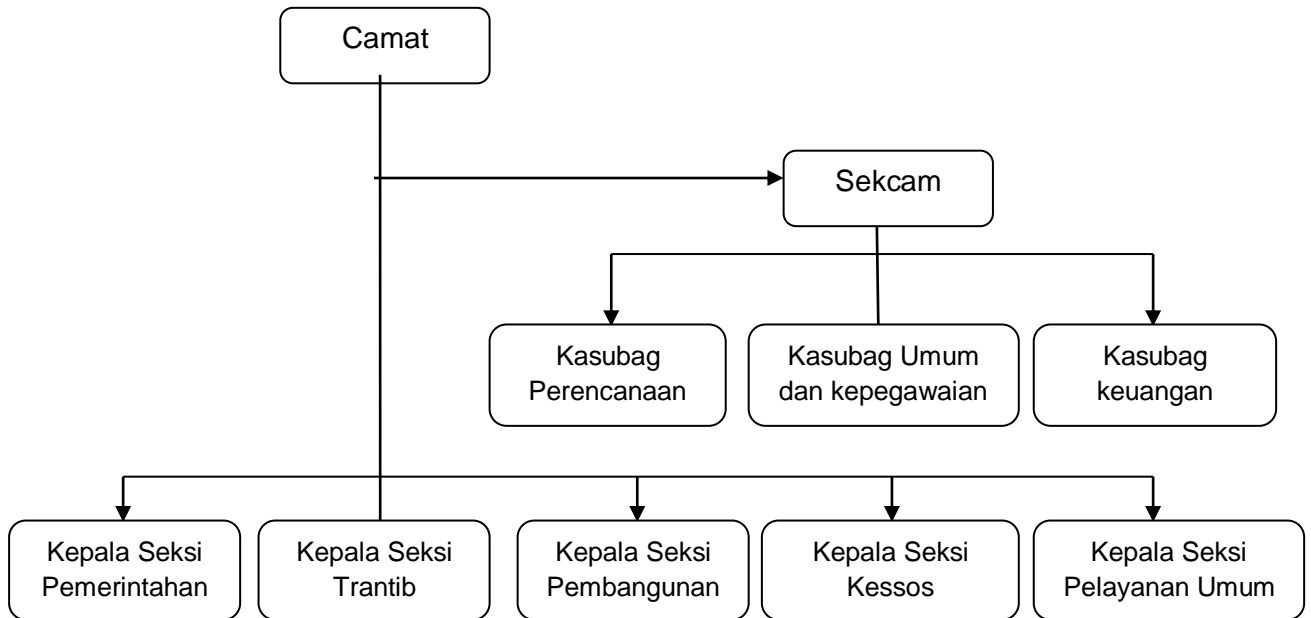 Camat
Sekcam
Kasubag
Perencanaan
Kasubag Umum
dan kepegawaian
Kasubag
keuangan
Kepala Seksi
Pemerintahan
Kepala Seksi
Trantib
Kepala Seksi
Pembangunan
Kepala Seksi
Kessos
Kepala Seksi
Pelayanan Umum